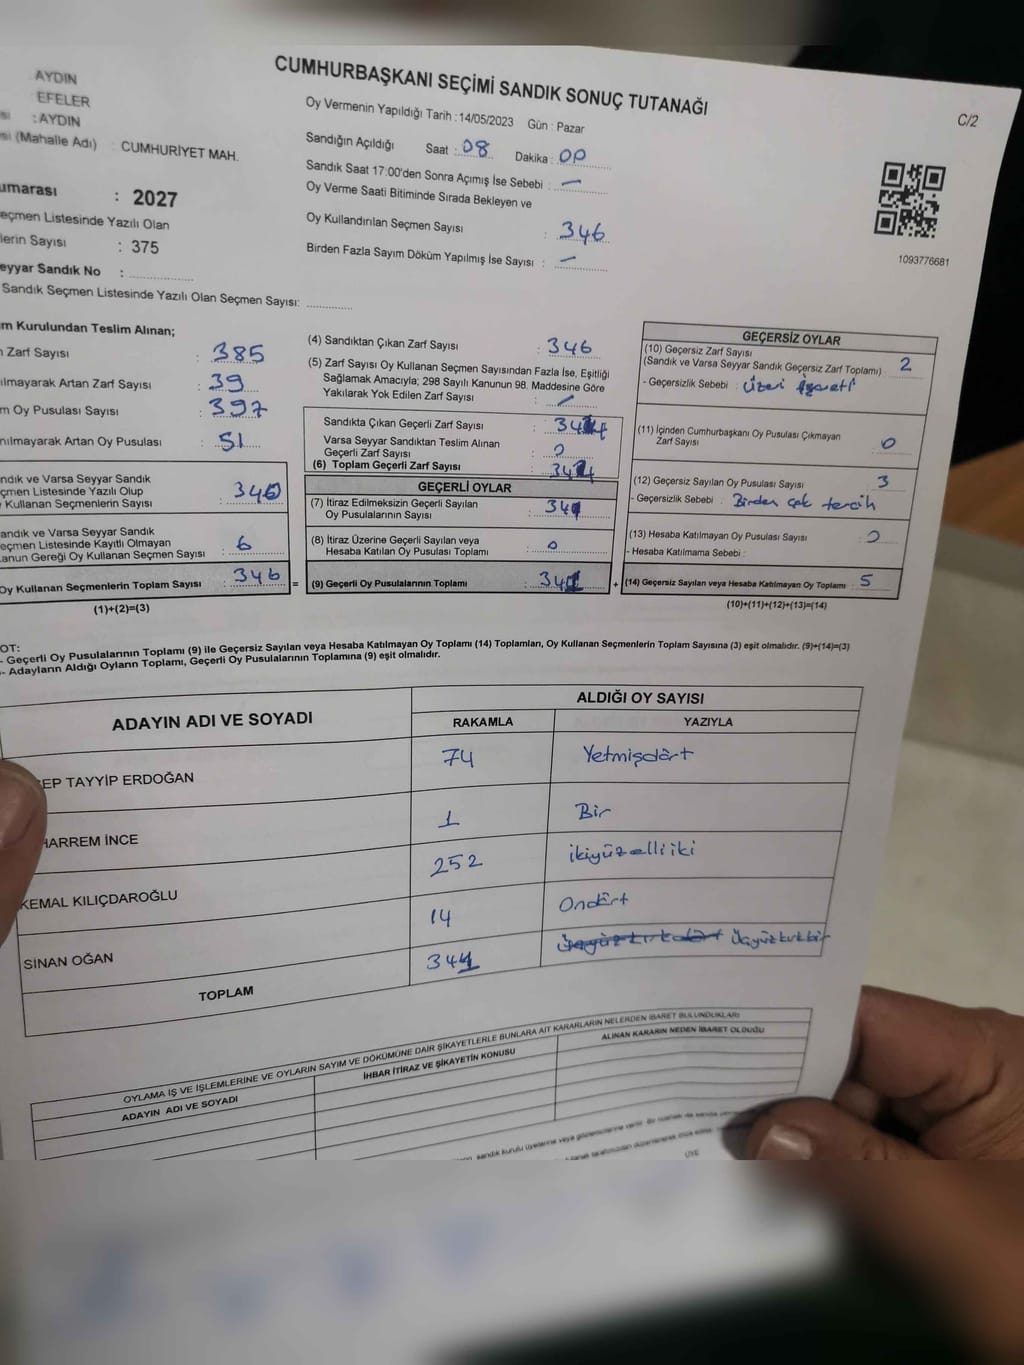 CUMHURBAŞKANI SEÇİMİ SANDIK SONUÇ TUTANAĞI
C/2
AYDIN
EFELER
: AYDIN
(Mahalle Adı) : CUMHURİYET MAH.
umarası : 2027
eçmen Listesinde Yazılı Olan
lerin Sayısı : 375
eyyar Sandık No :
Sandık Seçmen Listesinde Yazılı Olan Seçmen Sayısı:
Oy Vermenin Yapıldığı Tarih : 14/05/2023 Gün : Pazar
Sandığın Açıldığı Saat : 08 Dakika : 00
Sandık Saat 17:00'den Sonra Açımış İse Sebebi : —
Oy Verme Saati Bitiminde Sırada Bekleyen ve
Oy Kullandırılan Seçmen Sayısı : 346
Birden Fazla Sayım Döküm Yapılmış İse Sayısı : —
1093776681
m Kurulundan Teslim Alınan;
Zarf Sayısı : 385
ılmayarak Artan Zarf Sayısı : 39
m Oy Pusulası Sayısı : 397
nılmayarak Artan Oy Pusulası : 51
ndık ve Varsa Seyyar Sandık
çmen Listesinde Yazılı Olup
Kullanan Seçmenlerin Sayısı
andık ve Varsa Seyyar Sandık
eçmen Listesinde Kayıtlı Olmayan
anun Gereği Oy Kullanan Seçmen Sayısı : 6
Oy Kullanan Seçmenlerin Toplam Sayısı : 346 =
(1)+(2)=(3)
(4) Sandıktan Çıkan Zarf Sayısı : 346
(5) Zarf Sayısı Oy Kullanan Seçmen Sayısından Fazla İse, Eşitliği
Sağlamak Amacıyla; 298 Sayılı Kanunun 98. Maddesine Göre
Yakılarak Yok Edilen Zarf Sayısı : —
Sandıkta Çıkan Geçerli Zarf Sayısı
Varsa Seyyar Sandıktan Teslim Alınan
Geçerli Zarf Sayısı : 0
(6) Toplam Geçerli Zarf Sayısı
GEÇERLİ OYLAR
(7) İtiraz Edilmeksizin Geçerli Sayılan
Oy Pusulalarının Sayısı : 341
(8) İtiraz Üzerine Geçerli Sayılan veya
Hesaba Katılan Oy Pusulası Toplamı : 0
(9) Geçerli Oy Pusulalarının Toplamı : 341 +
GEÇERSİZ OYLAR
(10) Geçersiz Zarf Sayısı
(Sandık ve Varsa Seyyar Sandık Geçersiz Zarf Toplamı) : 2
- Geçersizlik Sebebi : Üzeri İşaretli
(11) İçinden Cumhurbaşkanı Oy Pusulası Çıkmayan
Zarf Sayısı : 0
(12) Geçersiz Sayılan Oy Pusulası Sayısı : 3
- Geçersizlik Sebebi : Birden çok tercih
(13) Hesaba Katılmayan Oy Pusulası Sayısı : 0
- Hesaba Katılmama Sebebi :
(14) Geçersiz Sayılan veya Hesaba Katılmayan Oy Toplamı : 5
(10)+(11)+(12)+(13)=(14)
OT:
- Geçerli Oy Pusulalarının Toplamı (9) ile Geçersiz Sayılan veya Hesaba Katılmayan Oy Toplamı (14) Toplamları, Oy Kullanan Seçmenlerin Toplam Sayısına (3) eşit olmalıdır. (9)+(14)=(3)
- Adayların Aldığı Oyların Toplamı, Geçerli Oy Pusulalarının Toplamına (9) eşit olmalıdır.
ADAYIN ADI VE SOYADI
ALDIĞI OY SAYISI
RAKAMLA YAZIYLA
EP TAYYİP ERDOĞAN 74 Yetmişdört
HARREM İNCE 1 Bir
KEMAL KILIÇDAROĞLU 252 ikiyüzelliiki
SİNAN OĞAN 14 Ondört
TOPLAM 341 Üçyüzkırkbir
OYLAMA İŞ VE İŞLEMLERİNE VE OYLARIN SAYIM VE DÖKÜMÜNE DAİR ŞİKAYETLERLE BUNLARA AİT KARARLARIN NELERDEN İBARET BULUNDUKLARI
ADAYIN ADI VE SOYADI
İHBAR İTİRAZ VE ŞİKAYETİN KONUSU
ALINAN KARARIN NEDEN İBARET OLDUĞU
sandık kurulu üyelerine veya gözlemcilerine verilir.
ÜYE